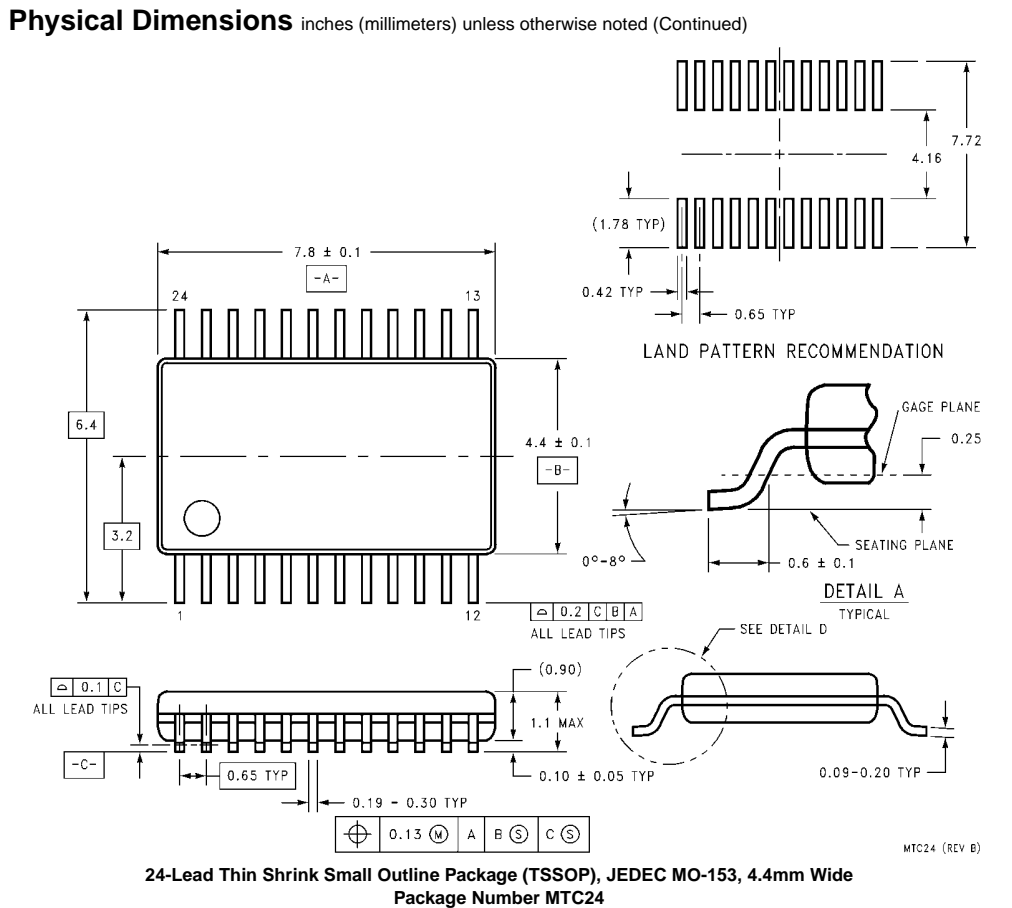 Physical Dimensions inches (millimeters) unless otherwise noted (Continued)
7.72
4.16
(1.78 TYP)
0.42 TYP
0.65 TYP
LAND PATTERN RECOMMENDATION
7.8 ± 0.1
-A-
24
13
6.4
3.2
4.4 ± 0.1
-B-
1
12
⌓ 0.2 C B A
ALL LEAD TIPS
GAGE PLANE
0.25
SEATING PLANE
0°-8°
0.6 ± 0.1
DETAIL A
TYPICAL
SEE DETAIL D
(0.90)
⌓ 0.1 C
ALL LEAD TIPS
1.1 MAX
-C-
0.65 TYP
0.10 ± 0.05 TYP
0.09-0.20 TYP
0.19 - 0.30 TYP
⌖ 0.13 Ⓜ A B Ⓢ C Ⓢ
MTC24 (REV B)
24-Lead Thin Shrink Small Outline Package (TSSOP), JEDEC MO-153, 4.4mm Wide
Package Number MTC24